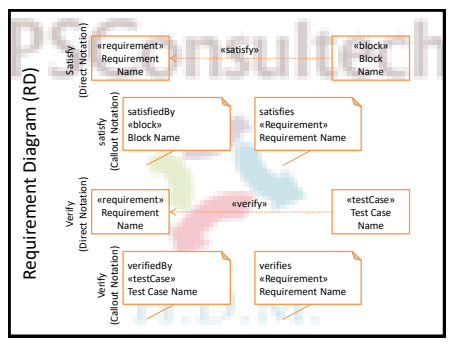 PSConsultech
Requirement Diagram (RD)
Satisfy
(Direct Notation)
«requirement»
Requirement
Name
«satisfy»
«block»
Block
Name
satisfy
(Callout Notation)
satisfiedBy
«block»
Block Name
satisfies
«Requirement»
Requirement Name
Verify
(Direct Notation)
«requirement»
Requirement
Name
«verify»
«testCase»
Test Case
Name
Verify
(Callout Notation)
verifiedBy
«testCase»
Test Case Name
verifies
«Requirement»
Requirement Name